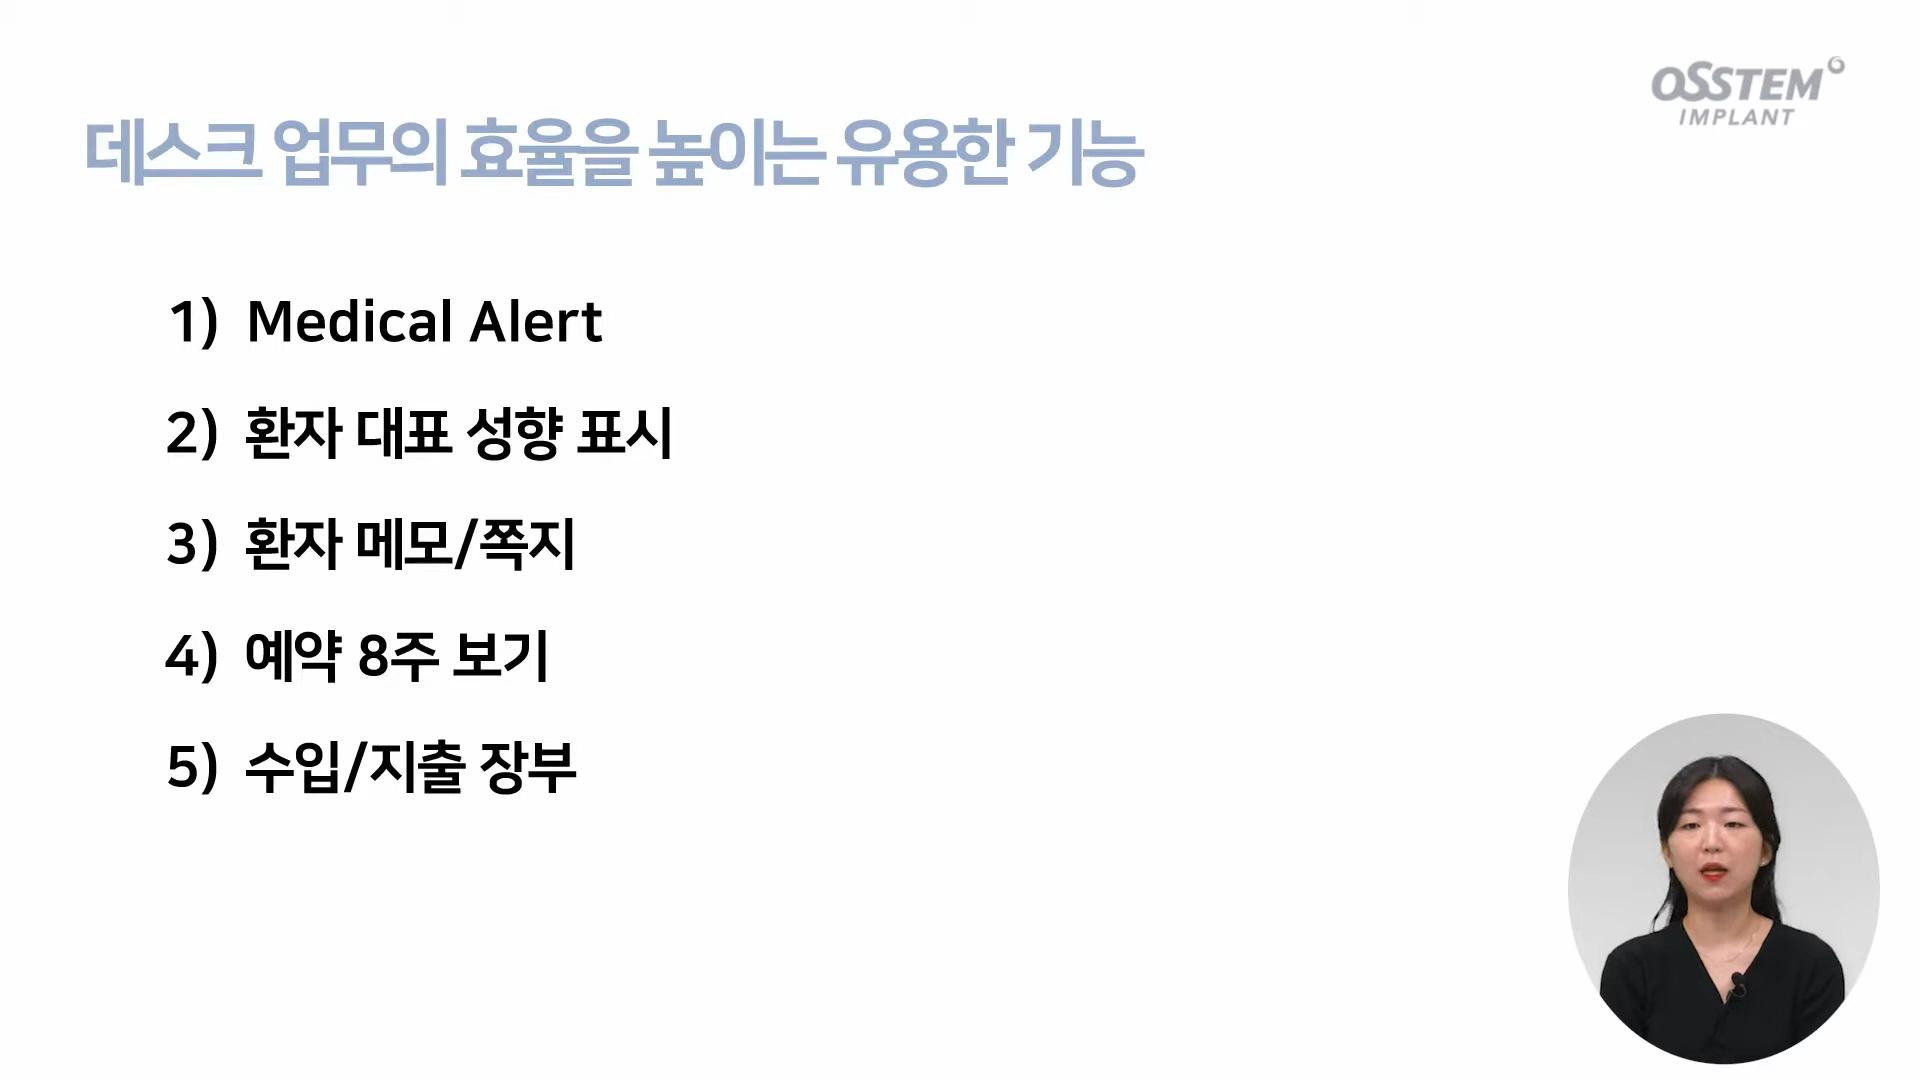 OSSTEM
IMPLANT
데스크 업무의 효율을 높이는 유용한 기능
1) Medical Alert
2) 환자 대표 성향 표시
3) 환자 메모/쪽지
4) 예약 8주 보기
5) 수입/지출 장부